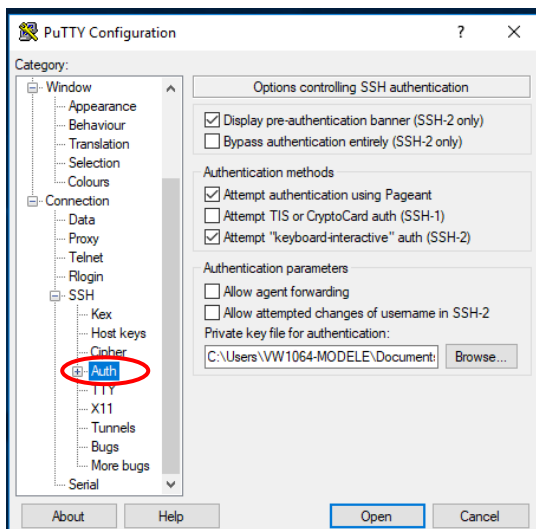 PuTTY Configuration
?
Category:
Window
Appearance
Behaviour
Translation
Selection
Colours
Connection
Data
Proxy
Telnet
Rlogin
SSH
Kex
Host keys
Cipher
Auth
TTY
X11
Tunnels
Bugs
More bugs
Serial
Options controlling SSH authentication
Display pre-authentication banner (SSH-2 only)
Bypass authentication entirely (SSH-2 only)
Authentication methods
Attempt authentication using Pageant
Attempt TIS or CryptoCard auth (SSH-1)
Attempt "keyboard-interactive" auth (SSH-2)
Authentication parameters
Allow agent forwarding
Allow attempted changes of username in SSH-2
Private key file for authentication:
C:\Users\VW1064-MODELE\Document:
Browse...
About
Help
Open
Cancel